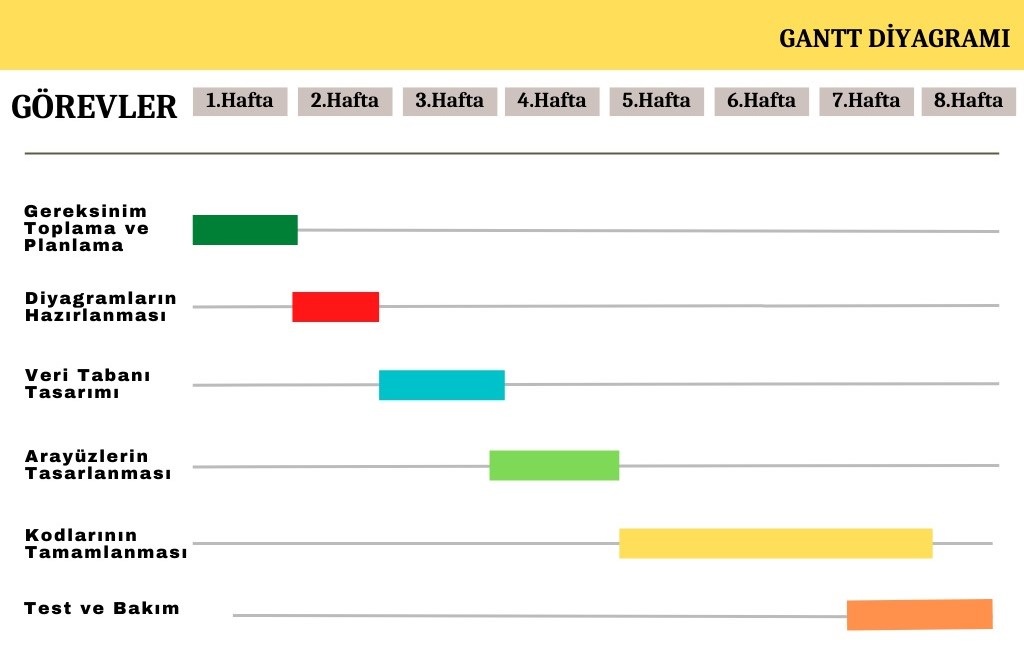 GANTT DİYAGRAMI
GÖREVLER 1.Hafta 2.Hafta 3.Hafta 4.Hafta 5.Hafta 6.Hafta 7.Hafta 8.Hafta
Gereksinim
Toplama ve
Planlama
Diyagramların
Hazırlanması
Veri Tabanı
Tasarımı
Arayüzlerin
Tasarlanması
Kodlarının
Tamamlanması
Test ve Bakım